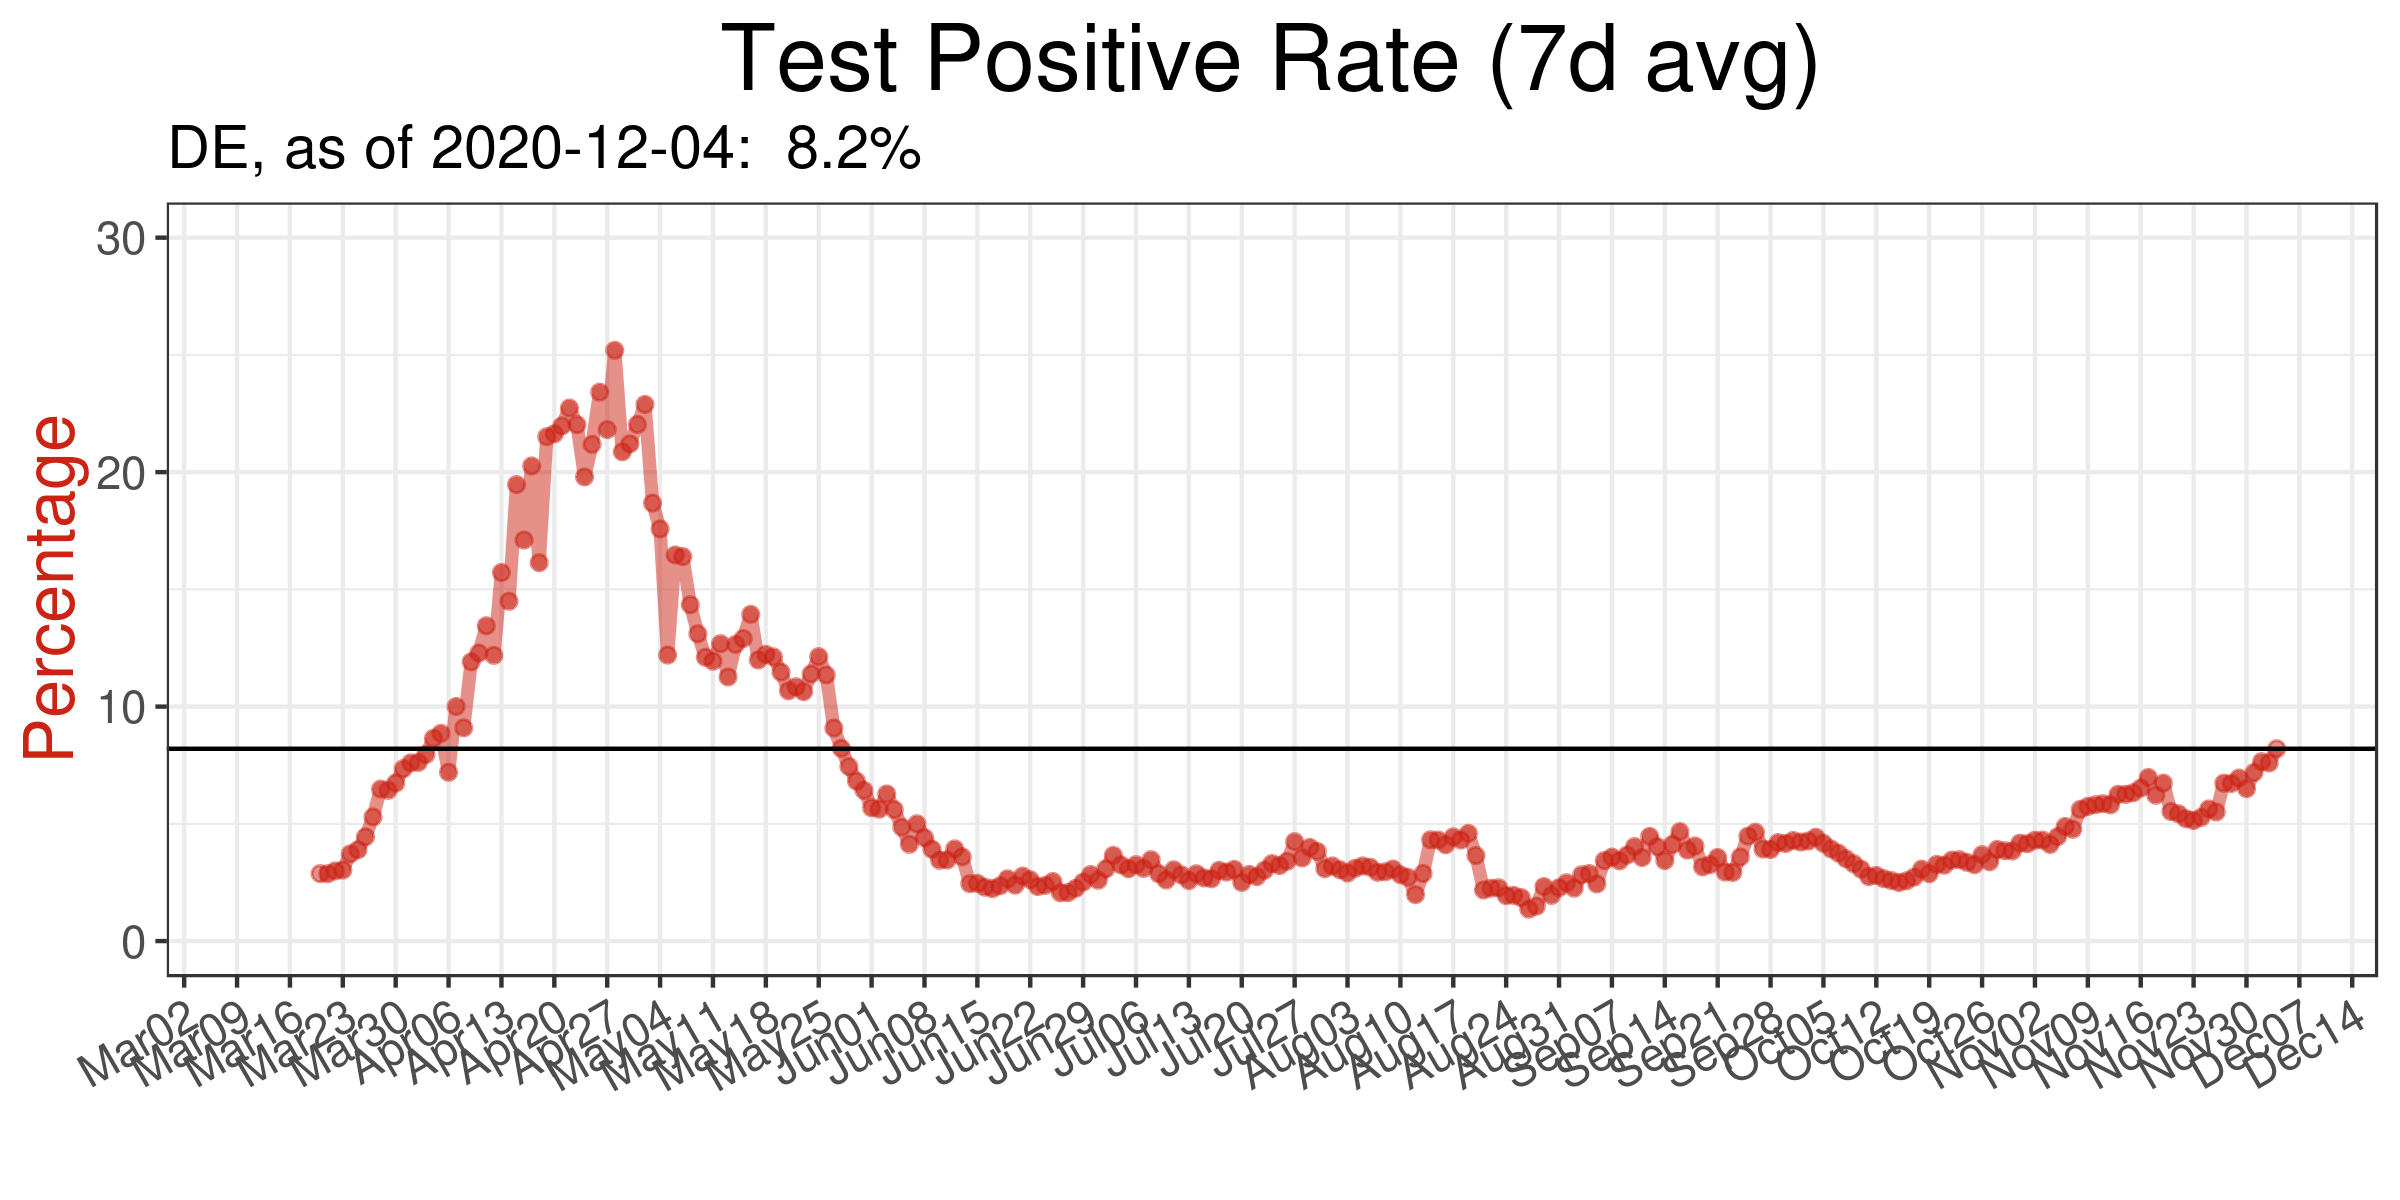 Test Positive Rate (7d avg)
DE, as of 2020-12-04:  8.2%
Percentage
30
20
10
0
Mar02
Mar09
Mar16
Mar23
Mar30
Apr06
Apr13
Apr20
Apr27
May04
May11
May18
May25
Jun01
Jun08
Jun15
Jun22
Jun29
Jul06
Jul13
Jul20
Jul27
Aug03
Aug10
Aug17
Aug24
Aug31
Sep07
Sep14
Sep21
Sep28
Oct05
Oct12
Oct19
Oct26
Nov02
Nov09
Nov16
Nov23
Nov30
Dec07
Dec14